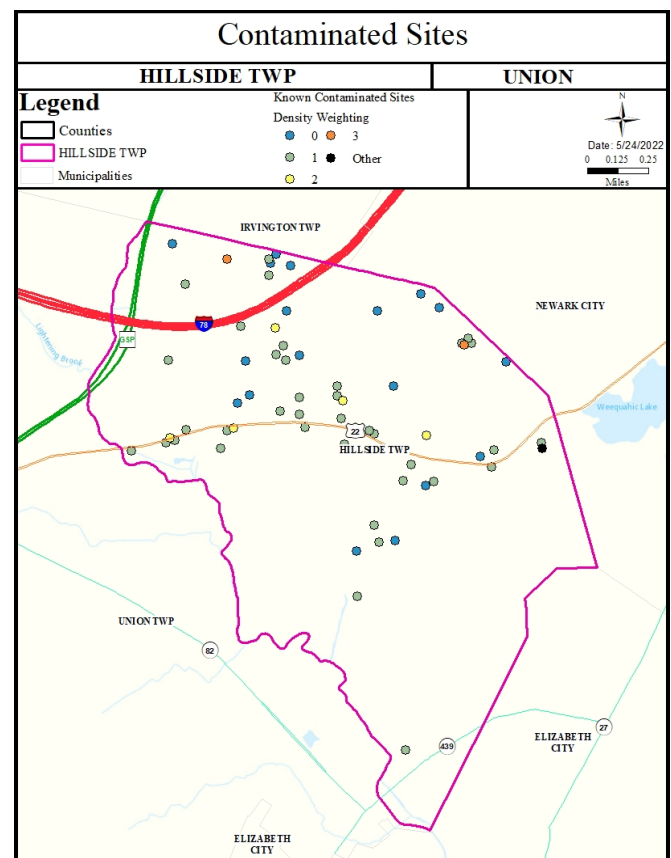 Contaminated Sites
HILLSIDE TWP
UNION
Legend
Counties
HILLSIDE TWP
Municipalities
Known Contaminated Sites
Density Weighting
0
3
1
Other
2
N
Date: 5/24/2022
0 0.125 0.25
Miles
IRVINGTON TWP
NEWARK CITY
78
GSP
Lightening Brook
Weequahic Lake
22
HILLSIDE TWP
UNION TWP
82
27
439
ELIZABETH
CITY
ELIZABETH
CITY